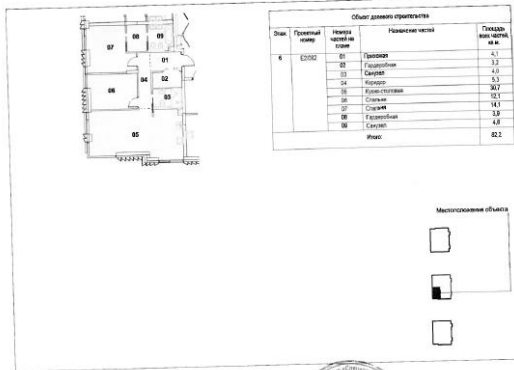 Объект долевого строительства
Этаж Проектный номер Номера частей на плане Назначение частей Площадь всех частей, кв.м.
6 01 Прихожая 4,1
02 Гардеробная 3,2
03 Санузел 4,0
04 Коридор 5,3
05 Кухня-столовая 30,7
06 Спальня 12,1
07 Спальня 14,1
08 Гардеробная 3,9
09 Санузел 4,8
Итого: 82,2
07 08 09
01
02
06 04
03
05
Местоположение объекта